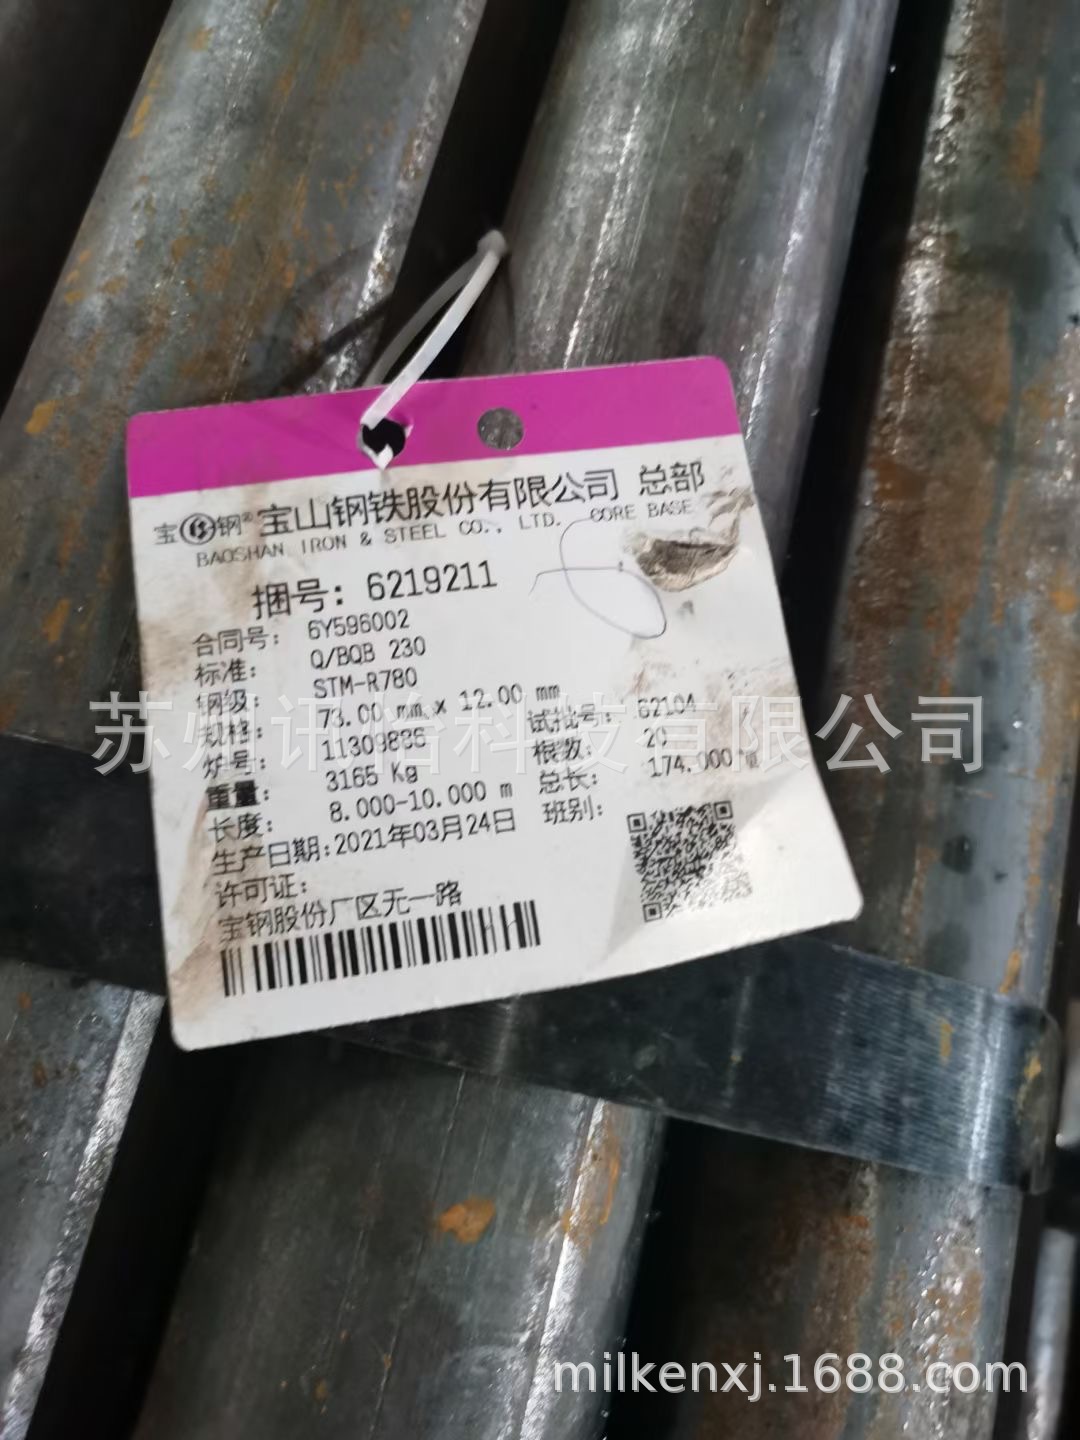 宝钢® 宝山钢铁股份有限公司 总部
BAOSHAN IRON & STEEL CO., LTD. CORE BASE
捆号: 6219211
合同号: 6Y596002
标准: Q/BQB 230
钢级: STM-R780
规格: 73.00 mm x 12.00 mm
炉号: 试批号: 62104
重量: 3165 Kg 根数: 20
长度: 8.000-10.000 m 总长: 174.000
生产日期:2021年03月24日 班别:
许可证:
宝钢股份厂区无一路
苏州讯怡科技有限公司
milkenxj.1688.com